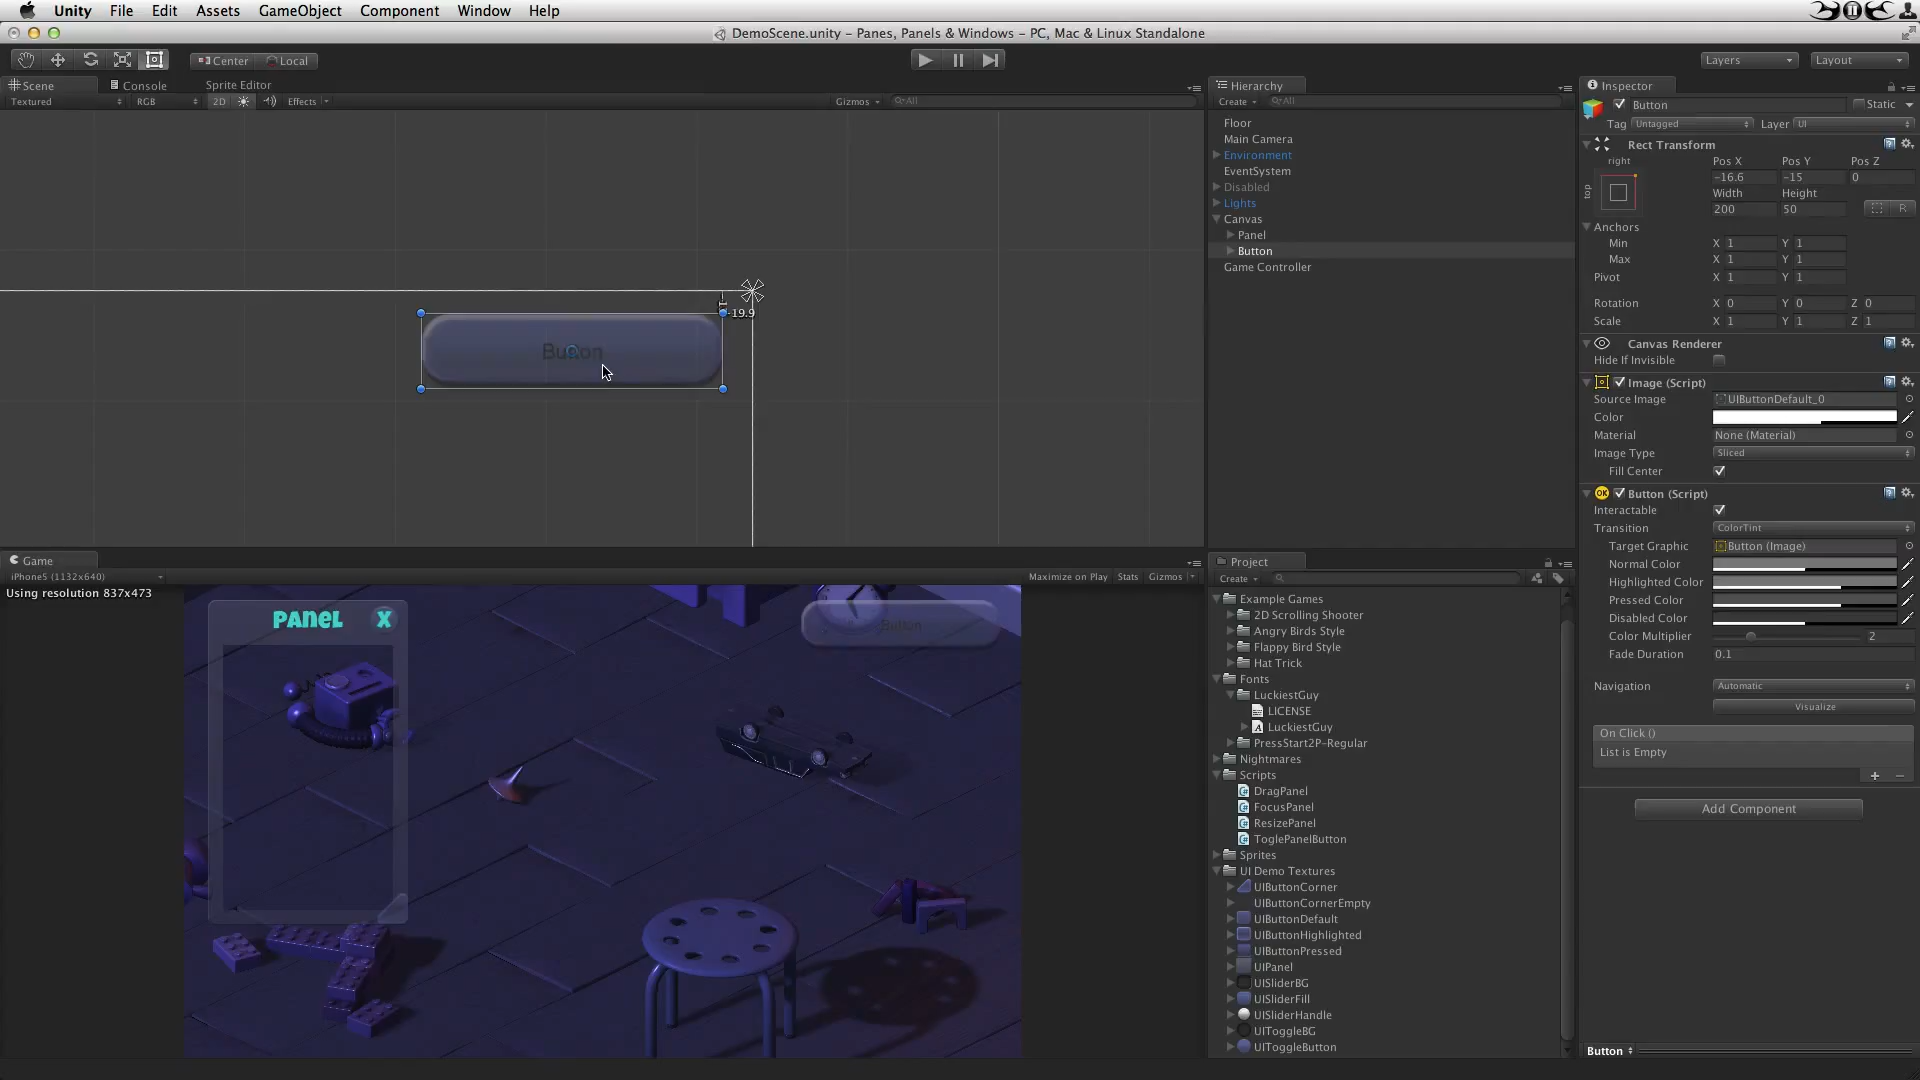 Unity File Edit Assets GameObject Component Window Help
DemoScene.unity – Panes, Panels & Windows – PC, Mac & Linux Standalone
Center Local Layers Layout
Scene Console Sprite Editor
Textured RGB 2D Effects Gizmos All
Button
19.9
Game
iPhone5 (1132x640) Maximize on Play Stats Gizmos
Using resolution 837x473
Panel X
Button
Hierarchy
Create All
Floor
Main Camera
Environment
EventSystem
Disabled
Lights
Canvas
Panel
Button
Game Controller
Project
Create
Example Games
2D Scrolling Shooter
Angry Birds Style
Flappy Bird Style
Hat Trick
Fonts
LuckiestGuy
LICENSE
LuckiestGuy
PressStart2P-Regular
Nightmares
Scripts
DragPanel
FocusPanel
ResizePanel
ToglePanelButton
Sprites
UI Demo Textures
UIButtonCorner
UIButtonCornerEmpty
UIButtonDefault
UIButtonHighlighted
UIButtonPressed
UIPanel
UISliderBG
UISliderFill
UISliderHandle
UIToggleBG
UIToggleButton
Inspector
Button Static
Tag Untagged Layer UI
Rect Transform
right Pos X Pos Y Pos Z
top -16.6 -15 0
Width Height
200 50 R
Anchors
Min X 1 Y 1
Max X 1 Y 1
Pivot X 1 Y 1
Rotation X 0 Y 0 Z 0
Scale X 1 Y 1 Z 1
Canvas Renderer
Hide If Invisible
Image (Script)
Source Image UIButtonDefault_0
Color
Material None (Material)
Image Type Sliced
Fill Center
OK Button (Script)
Interactable
Transition ColorTint
Target Graphic Button (Image)
Normal Color
Highlighted Color
Pressed Color
Disabled Color
Color Multiplier 2
Fade Duration 0.1
Navigation Automatic
Visualize
On Click ()
List is Empty
+ −
Add Component
Button